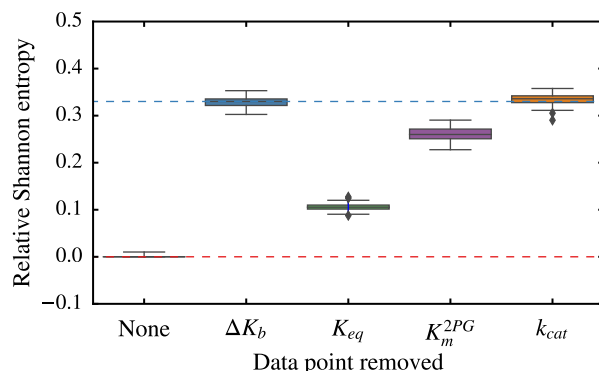 Relative Shannon entropy
0.5
0.4
0.3
0.2
0.1
0.0
−0.1
None ΔK_b K_eq K_m^2PG k_cat
Data point removed